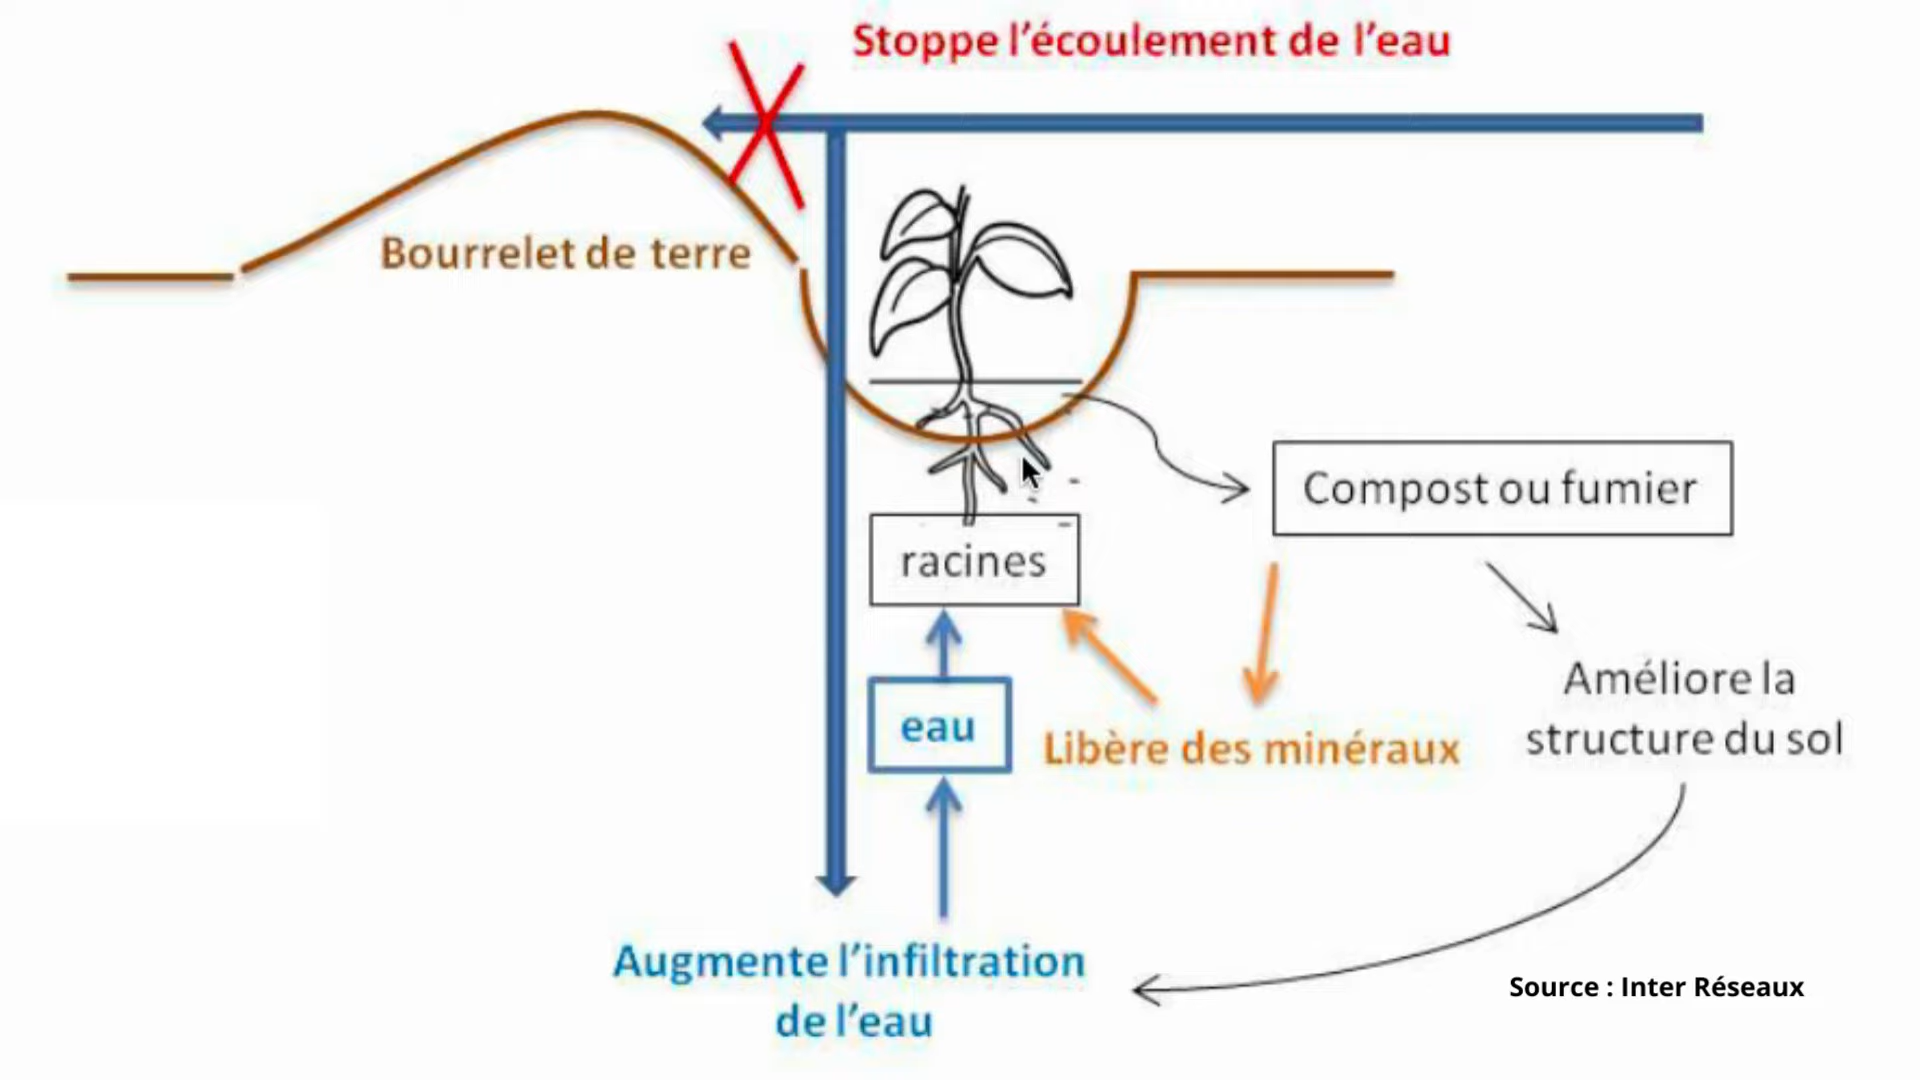 Stoppe l'écoulement de l'eau
Bourrelet de terre
Compost ou fumier
racines
eau
Libère des minéraux
Améliore la
structure du sol
Augmente l'infiltration
de l'eau
Source : Inter Réseaux